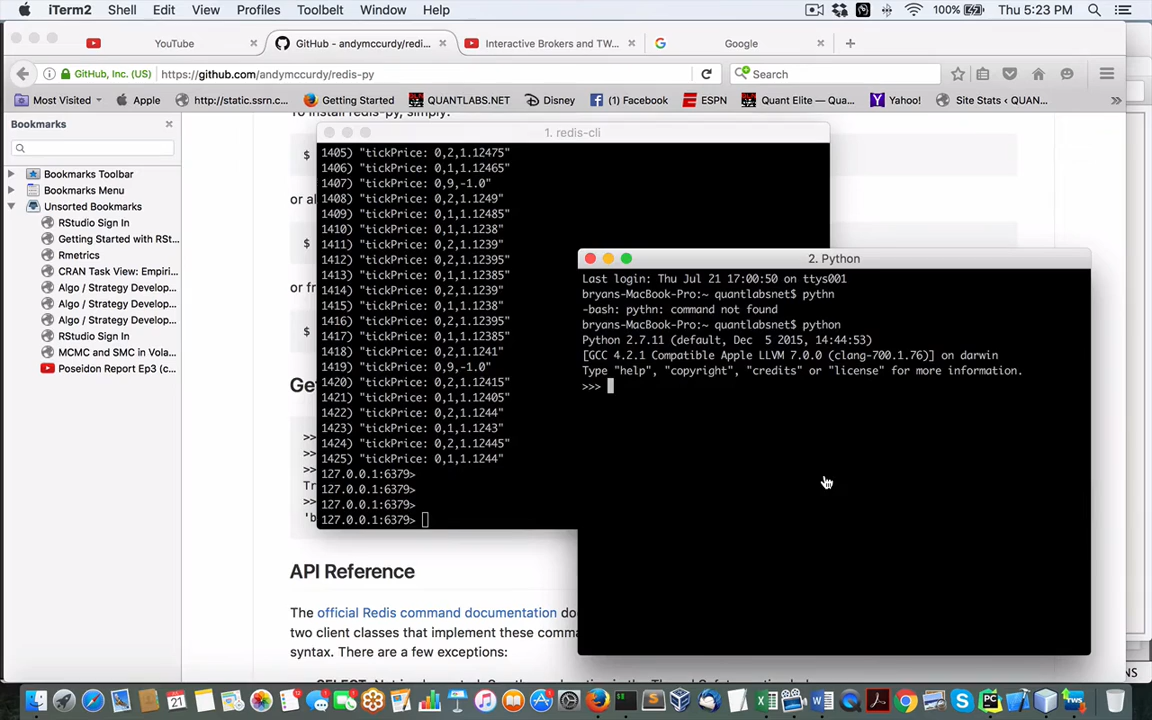 iTerm2 Shell Edit View Profiles Toolbelt Window Help 100% Thu 5:23 PM
YouTube GitHub - andymccurdy/redi... Interactive Brokers and TW... Google
GitHub, Inc. (US) https://github.com/andymccurdy/redis-py Search
Most Visited Apple http://static.ssrn.c... Getting Started QUANTLABS.NET Disney (1) Facebook ESPN Quant Elite — Qua... Yahoo! Site Stats ‹ QUAN...
Bookmarks
Bookmarks Toolbar
Bookmarks Menu
Unsorted Bookmarks
RStudio Sign In
Getting Started with RSt...
Rmetrics
CRAN Task View: Empiri...
Algo / Strategy Develop...
Algo / Strategy Develop...
Algo / Strategy Develop...
RStudio Sign In
MCMC and SMC in Vola...
Poseidon Report Ep3 (c...
To install redis-py, simply:
$
or al
$
or fr
$
Ge
>>
>>
>>
Tr
>>
'b
API Reference
The official Redis command documentation do
two client classes that implement these comma
syntax. There are a few exceptions:
1. redis-cli
1405) "tickPrice: 0,2,1.12475"
1406) "tickPrice: 0,1,1.12465"
1407) "tickPrice: 0,9,-1.0"
1408) "tickPrice: 0,2,1.1249"
1409) "tickPrice: 0,1,1.12485"
1410) "tickPrice: 0,1,1.1238"
1411) "tickPrice: 0,2,1.1239"
1412) "tickPrice: 0,2,1.12395"
1413) "tickPrice: 0,1,1.12385"
1414) "tickPrice: 0,2,1.1239"
1415) "tickPrice: 0,1,1.1238"
1416) "tickPrice: 0,2,1.12395"
1417) "tickPrice: 0,1,1.12385"
1418) "tickPrice: 0,2,1.1241"
1419) "tickPrice: 0,9,-1.0"
1420) "tickPrice: 0,2,1.12415"
1421) "tickPrice: 0,1,1.12405"
1422) "tickPrice: 0,2,1.1244"
1423) "tickPrice: 0,1,1.1243"
1424) "tickPrice: 0,2,1.12445"
1425) "tickPrice: 0,1,1.1244"
127.0.0.1:6379>
127.0.0.1:6379>
127.0.0.1:6379>
127.0.0.1:6379>
2. Python
Last login: Thu Jul 21 17:00:50 on ttys001
bryans-MacBook-Pro:~ quantlabsnet$ pythn
-bash: pythn: command not found
bryans-MacBook-Pro:~ quantlabsnet$ python
Python 2.7.11 (default, Dec  5 2015, 14:44:53)
[GCC 4.2.1 Compatible Apple LLVM 7.0.0 (clang-700.1.76)] on darwin
Type "help", "copyright", "credits" or "license" for more information.
>>>
NS